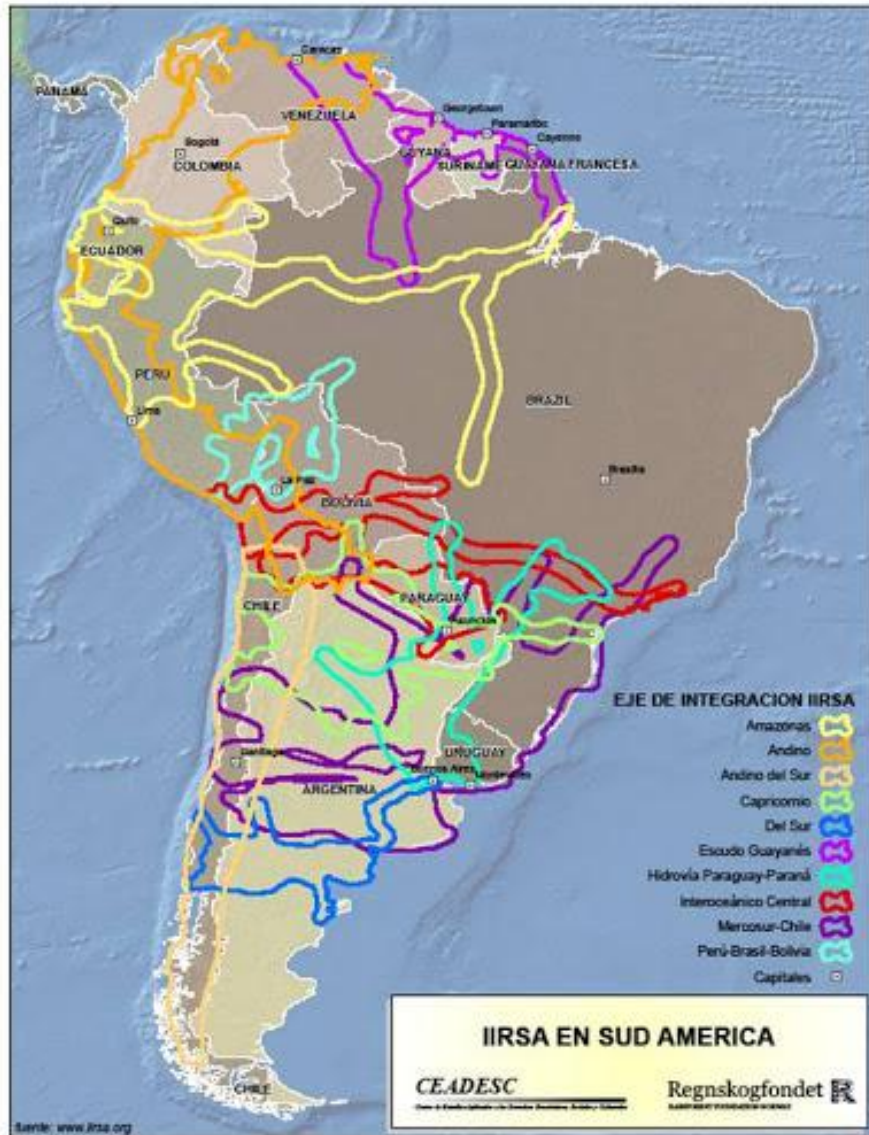 Caracas
PANAMA
VENEZUELA
Georgetown
Paramaribo
Cayenne
Bogotá
COLOMBIA
GUYANA
SURINAME
GUAYANA FRANCESA
Quito
ECUADOR
PERU
BRAZIL
Lima
Brasilia
La Paz
BOLIVIA
PARAGUAY
CHILE
Asunción
EJE DE INTEGRACION IIRSA
Amazonas
Andino
Andino del Sur
Capricornio
Del Sur
Escudo Guayanés
Hidrovía Paraguay-Paraná
Interoceánico Central
Mercosur-Chile
Perú-Brasil-Bolivia
Capitales
Santiago
URUGUAY
Buenos Aires
Montevideo
ARGENTINA
IIRSA EN SUD AMERICA
CEADESC
Regnskogfondet
RAINFOREST FOUNDATION NORWAY
CHILE
fuente: www.iirsa.org